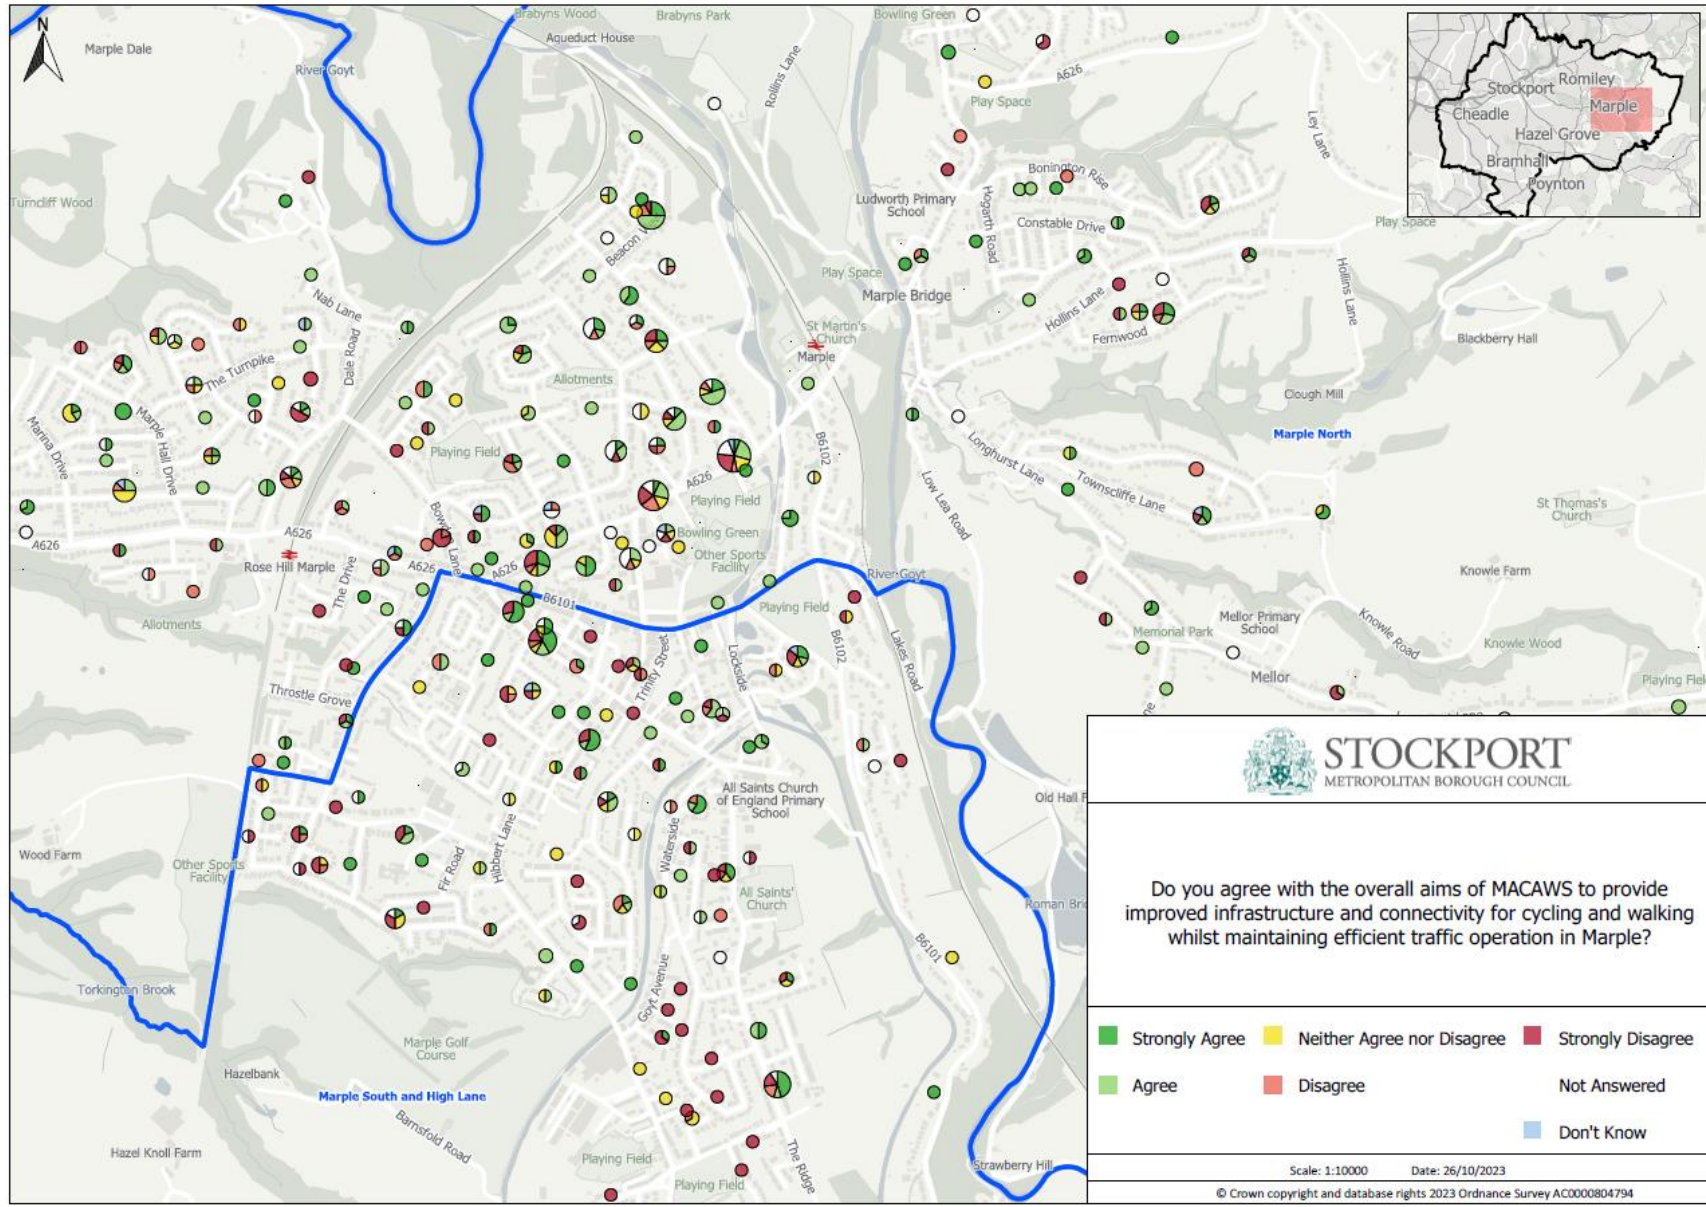 N
Marple Dale
River Goyt
Brabyns Wood
Brabyns Park
Aqueduct House
Rollins Lane
Bowling Green
A626
Play Space
Ley Lane
Stockport
Romiley
Cheadle
Marple
Hazel Grove
Bramhall
Poynton
Turncliff Wood
Ludworth Primary
School
Bonington Rise
Hogarth Road
Constable Drive
Play Space
Beacon
Nab Lane
Dale Road
Play Space
Marple Bridge
Hollins Lane
Hollins Lane
Fernwood
Blackberry Hall
St Martin's
Church
Marple
The Turnpike
Allotments
Clough Mill
Marple North
Marina Drive
Marple Hall Drive
Playing Field
B6102
Longhurst Lane
Low Lea Road
Townscliffe Lane
St Thomas's
Church
A626
Playing Field
Bowling Green
Other Sports
Facility
A626
A626
Rose Hill Marple
Bowden Lane
The Drive
A626
A626
B6101
River Goyt
Knowle Farm
Allotments
Playing Field
B6102
Lakes Road
Mellor Primary
School
Memorial Park
Knowle Road
Knowle Wood
Mellor
Playing Fiel
Throstle Grove
Trinity Street
Lockside
ne
All Saints Church
of England Primary
School
Old Hall F
Wood Farm
Other Sports
Facility
Fir Road
Hibbert Lane
Waterside
All Saints'
Church
Roman Bri
B6101
Torkington Brook
Goyt Avenue
Marple Golf
Course
Hazelbank
Marple South and High Lane
Barnsfold Road
Hazel Knoll Farm
Playing Field
Playing Field
The Ridge
Strawberry Hill
STOCKPORT
METROPOLITAN BOROUGH COUNCIL
Do you agree with the overall aims of MACAWS to provide
improved infrastructure and connectivity for cycling and walking
whilst maintaining efficient traffic operation in Marple?
Strongly Agree
Neither Agree nor Disagree
Strongly Disagree
Agree
Disagree
Not Answered
Don't Know
Scale: 1:10000
Date: 26/10/2023
© Crown copyright and database rights 2023 Ordnance Survey AC0000804794